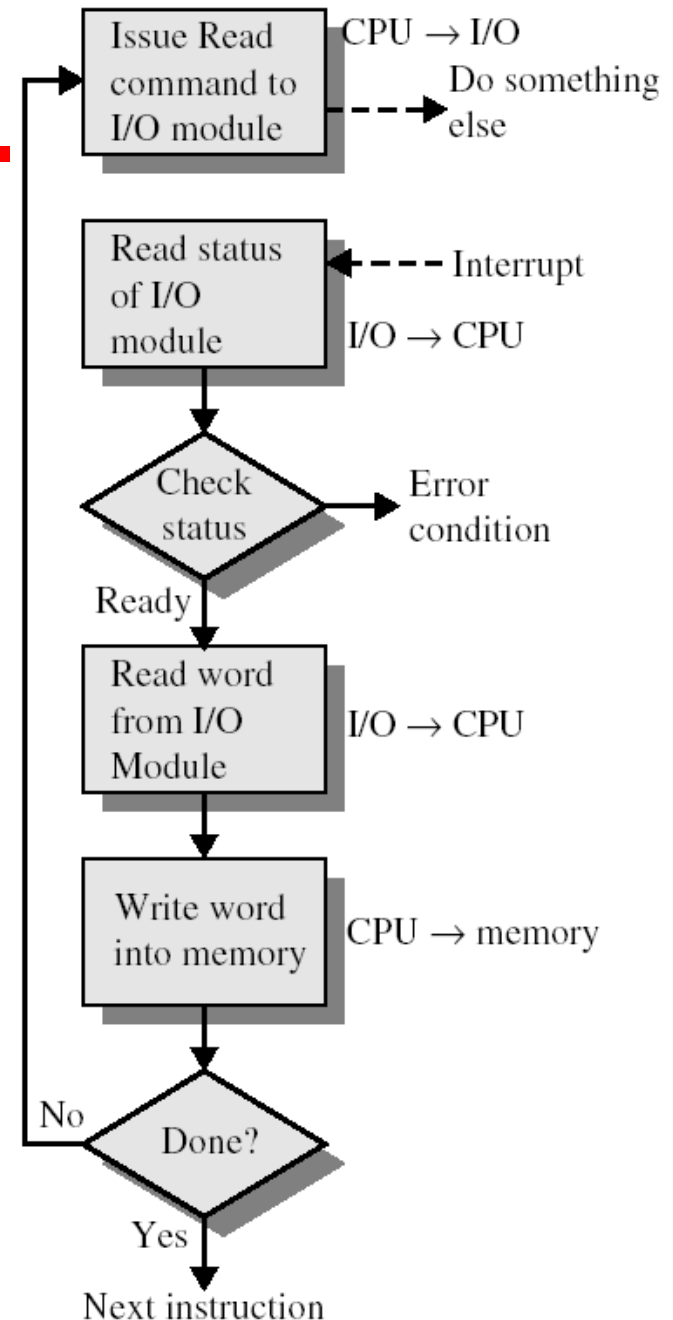 Issue Read
command to
I/O module
CPU → I/O
Do something
else
Read status
of I/O
module
Interrupt
I/O → CPU
Check
status
Error
condition
Ready
Read word
from I/O
Module
I/O → CPU
Write word
into memory
CPU → memory
No
Done?
Yes
Next instruction